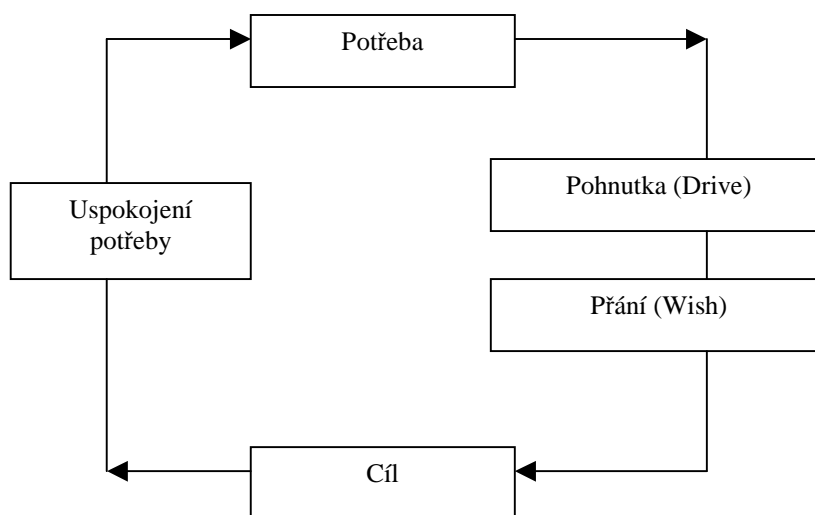 Potřeba
Pohnutka (Drive)
Uspokojení
potřeby
Přání (Wish)
Cíl